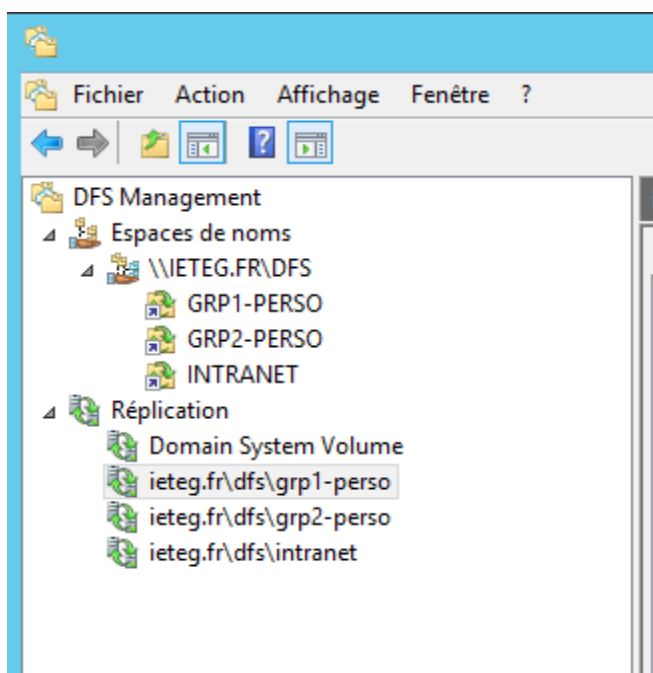 Fichier Action Affichage Fenêtre ?
DFS Management
Espaces de noms
\\IETEG.FR\DFS
GRP1-PERSO
GRP2-PERSO
INTRANET
Réplication
Domain System Volume
ieteg.fr\dfs\grp1-perso
ieteg.fr\dfs\grp2-perso
ieteg.fr\dfs\intranet